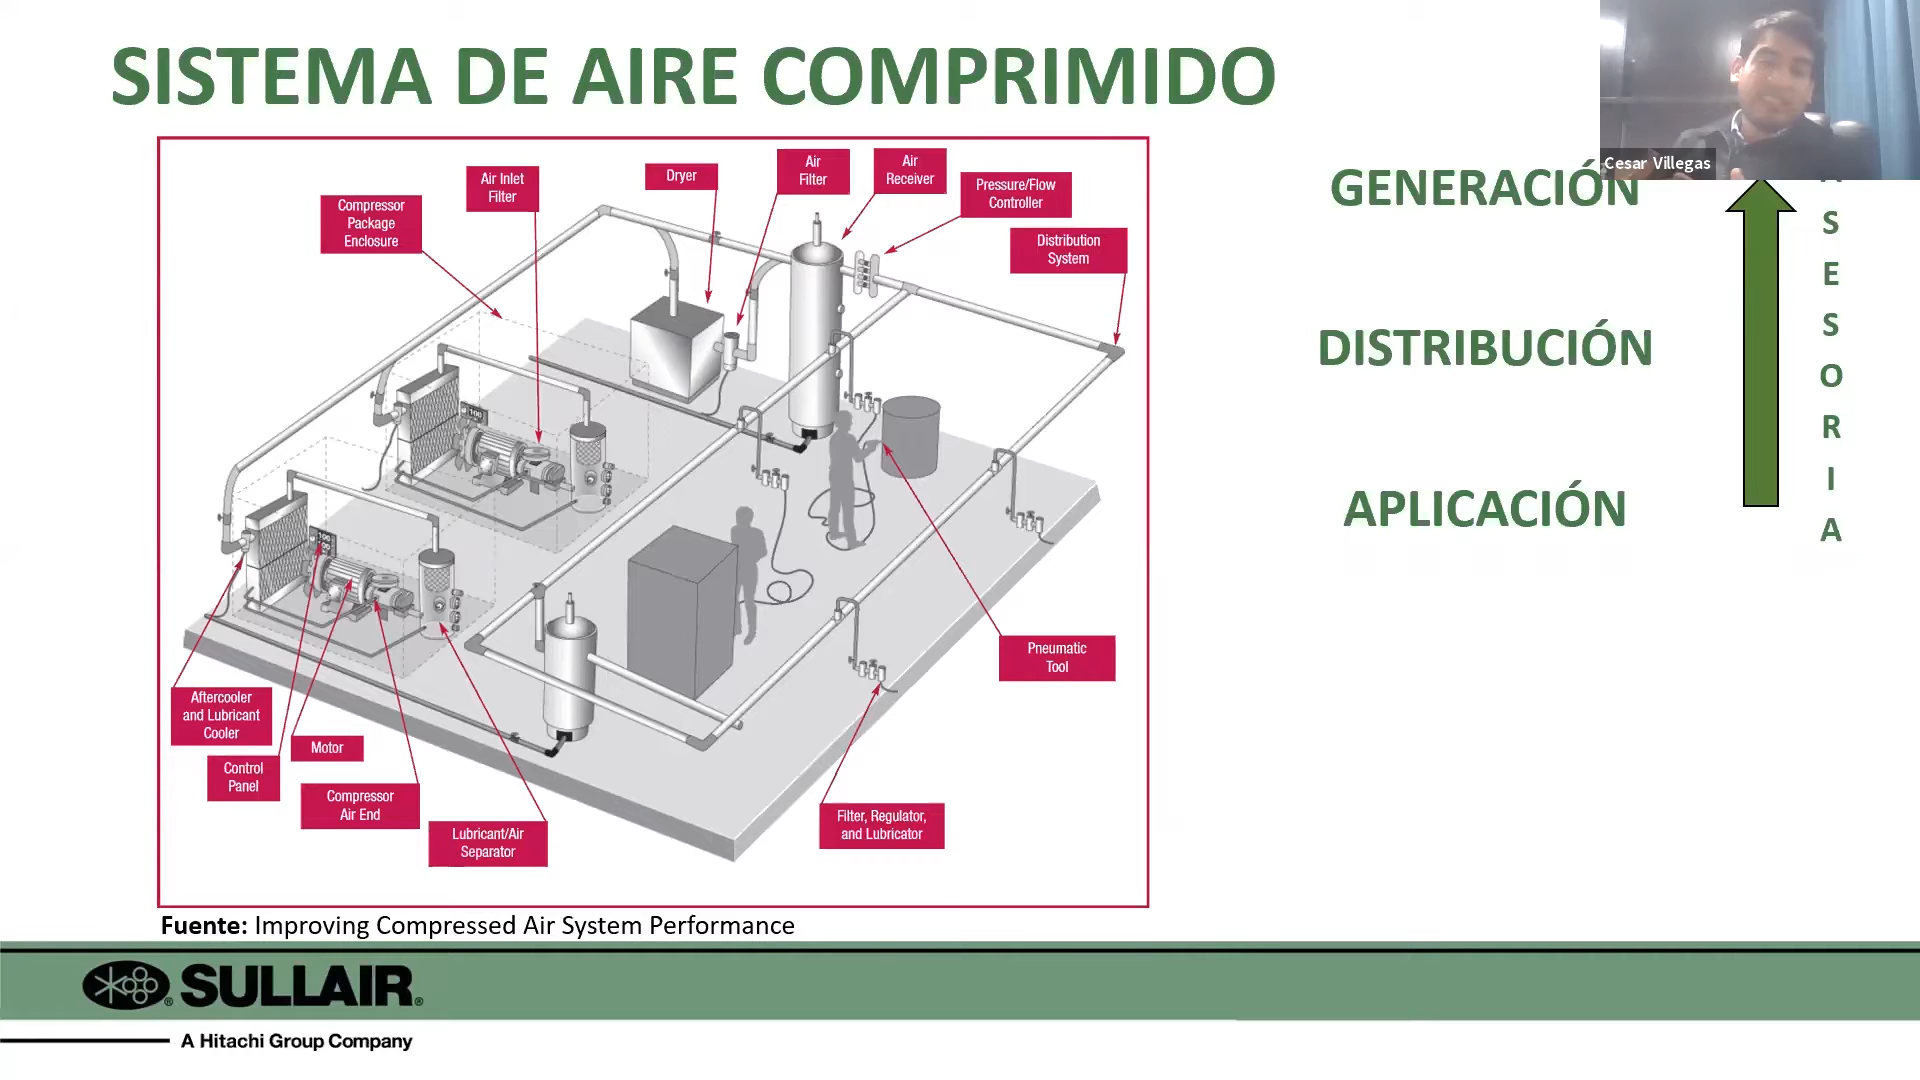 SISTEMA DE AIRE COMPRIMIDO
Cesar Villegas
Compressor
Package
Enclosure
Air Inlet
Filter
Dryer
Air
Filter
Air
Receiver
Pressure/Flow
Controller
Distribution
System
100
100
Aftercooler
and Lubricant
Cooler
Control
Panel
Motor
Compressor
Air End
Lubricant/Air
Separator
Filter, Regulator,
and Lubricator
Pneumatic
Tool
GENERACIÓN
DISTRIBUCIÓN
APLICACIÓN
S
E
S
O
R
I
A
Fuente: Improving Compressed Air System Performance
SULLAIR®
A Hitachi Group Company